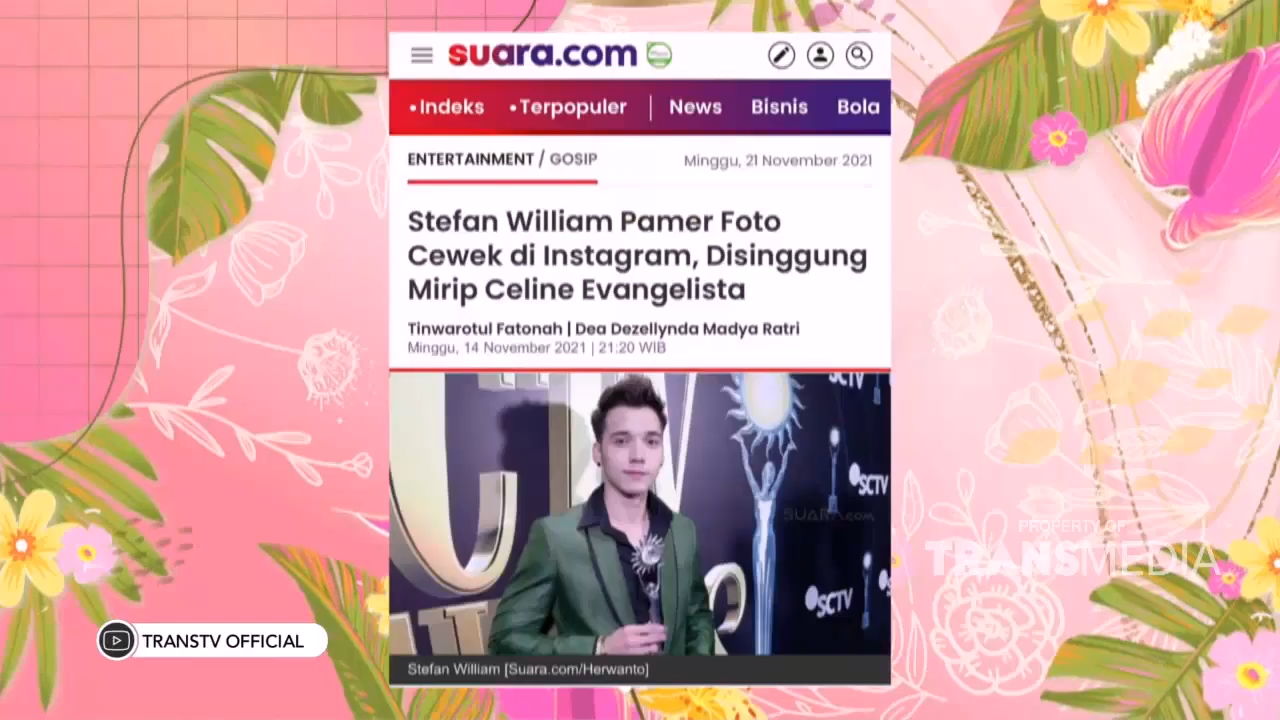 suara.com
•Indeks •Terpopuler | News Bisnis Bola
ENTERTAINMENT / GOSIP
Minggu, 21 November 2021
Stefan William Pamer Foto
Cewek di Instagram, Disinggung
Mirip Celine Evangelista
Tinwarotul Fatonah | Dea Dezellynda Madya Ratri
Minggu, 14 November 2021 | 21:20 WIB
SCTV
SCTV
SUARA.com
SCTV
PROPERTY OF
TRANSMEDIA
TRANSTV OFFICIAL
Stefan William [Suara.com/Herwanto]